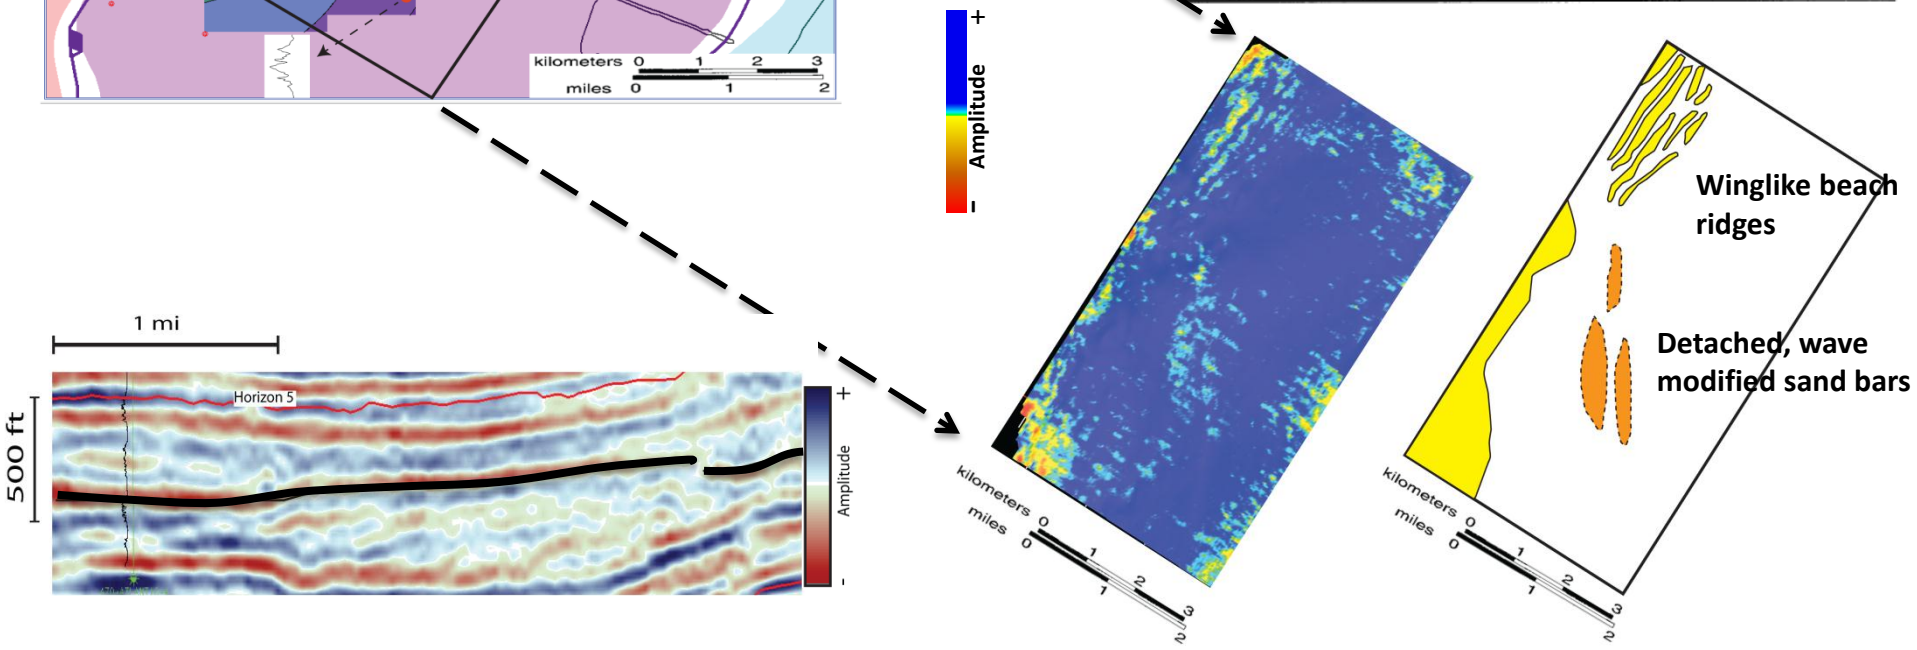 kilometers 0 1 2 3
miles 0 1 2
+
Amplitude
-
Winglike beach
ridges
Detached, wave
modified sand bars
1 mi
500 ft
Horizon 5
+
Amplitude
-
kilometers 0 1 2 3
miles 0 1 2
kilometers 0 1 2 3
miles 0 1 2